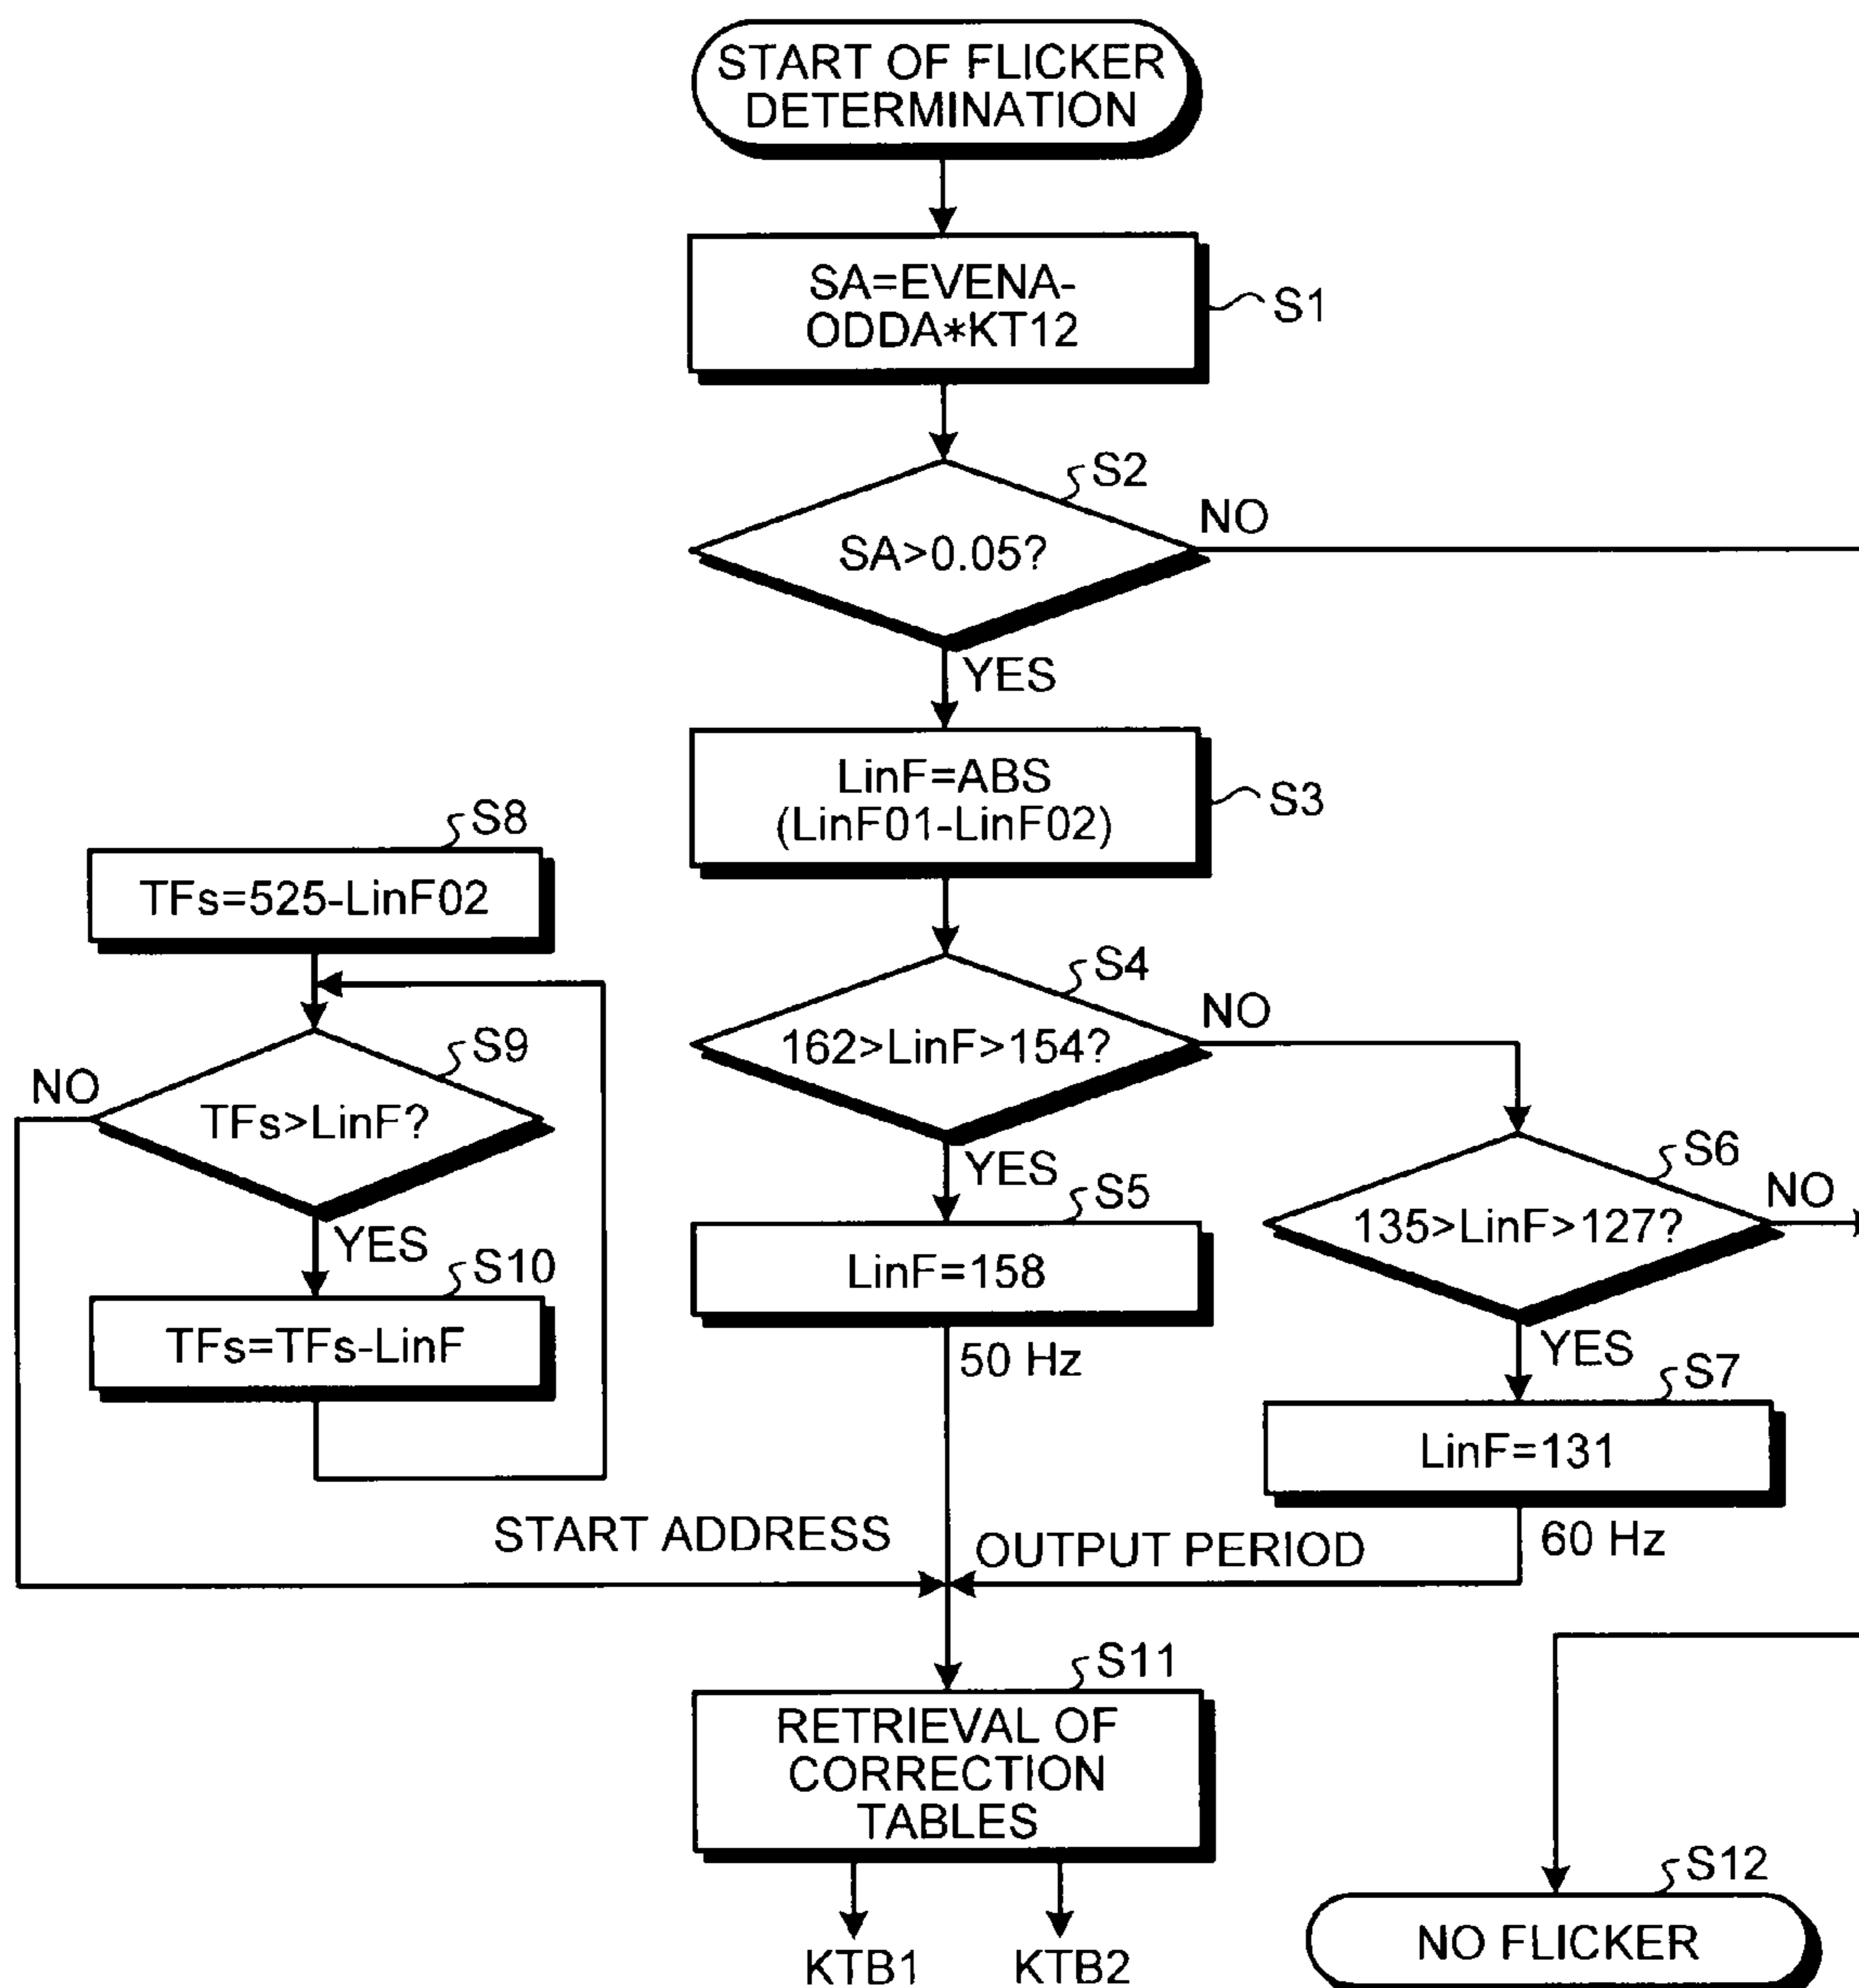 START OF FLICKER
DETERMINATION
SA=EVENA-
ODDA*KT12
S1
S2
SA>0.05?
NO
YES
LinF=ABS
(LinF01-LinF02)
S3
S8
TFs=525-LinF02
S4
162>LinF>154?
NO
YES
S9
NO
TFs>LinF?
YES
S10
TFs=TFs-LinF
S5
LinF=158
50 Hz
S6
135>LinF>127?
NO
YES
S7
LinF=131
60 Hz
START ADDRESS
OUTPUT PERIOD
S11
RETRIEVAL OF
CORRECTION
TABLES
KTB1
KTB2
S12
NO FLICKER